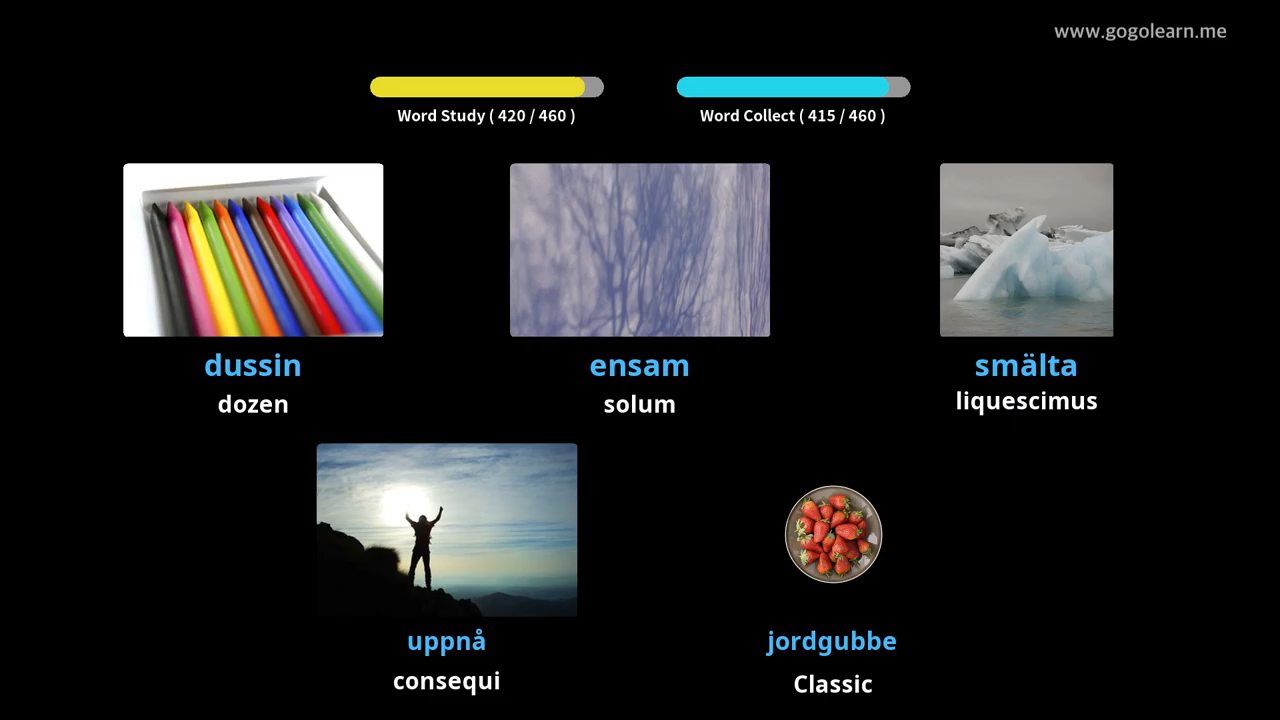 www.gogolearn.me
Word Study ( 420 / 460 )
Word Collect ( 415 / 460 )
dussin
dozen
ensam
solum
smälta
liquescimus
uppnå
consequi
jordgubbe
Classic